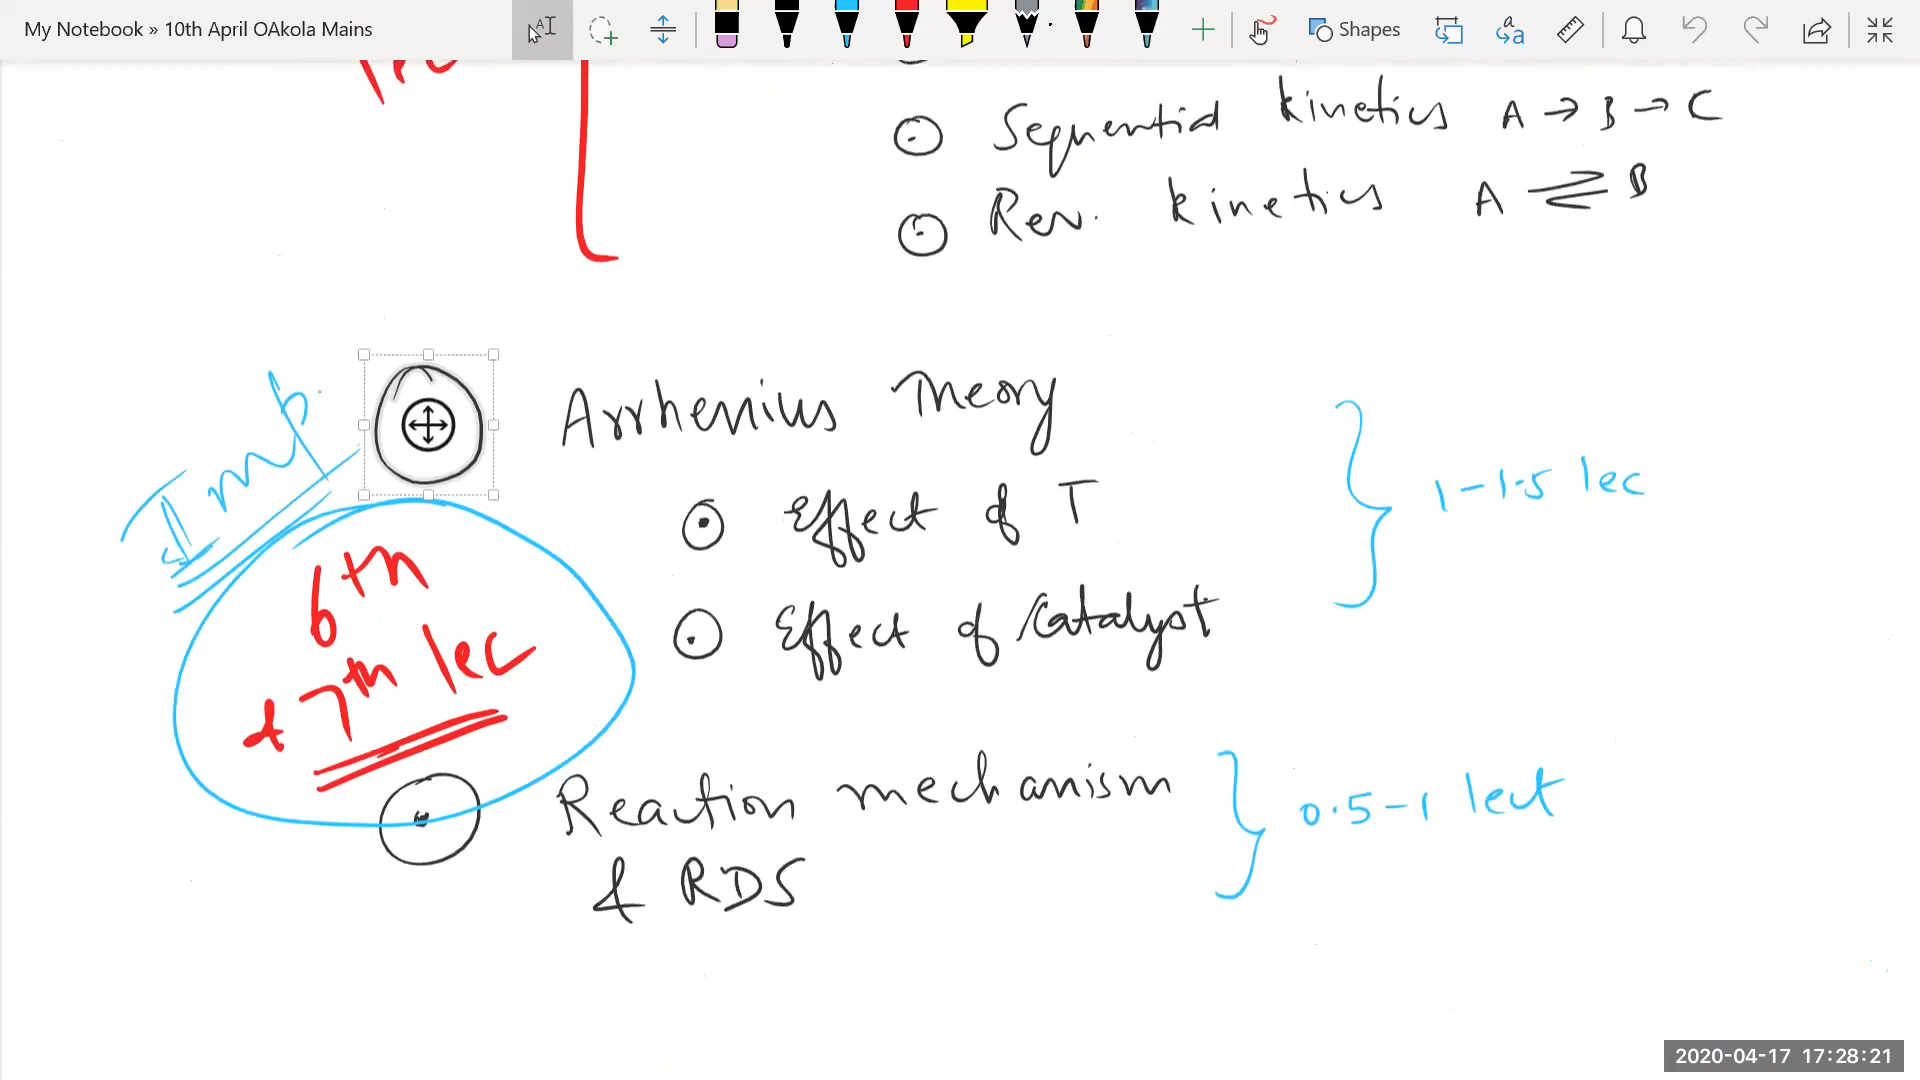 My Notebook » 10th April OAkola Mains
Shapes
Sequential kinetics A → B → C
Rev. kinetics A ⇌ B
Imp.
Arrhenius Theory
Effect of T
1-1.5 lec
6th
Effect of Catalyst
& 7th lec
Reaction mechanism
0.5-1 lect
& RDS
2020-04-17 17:28:21